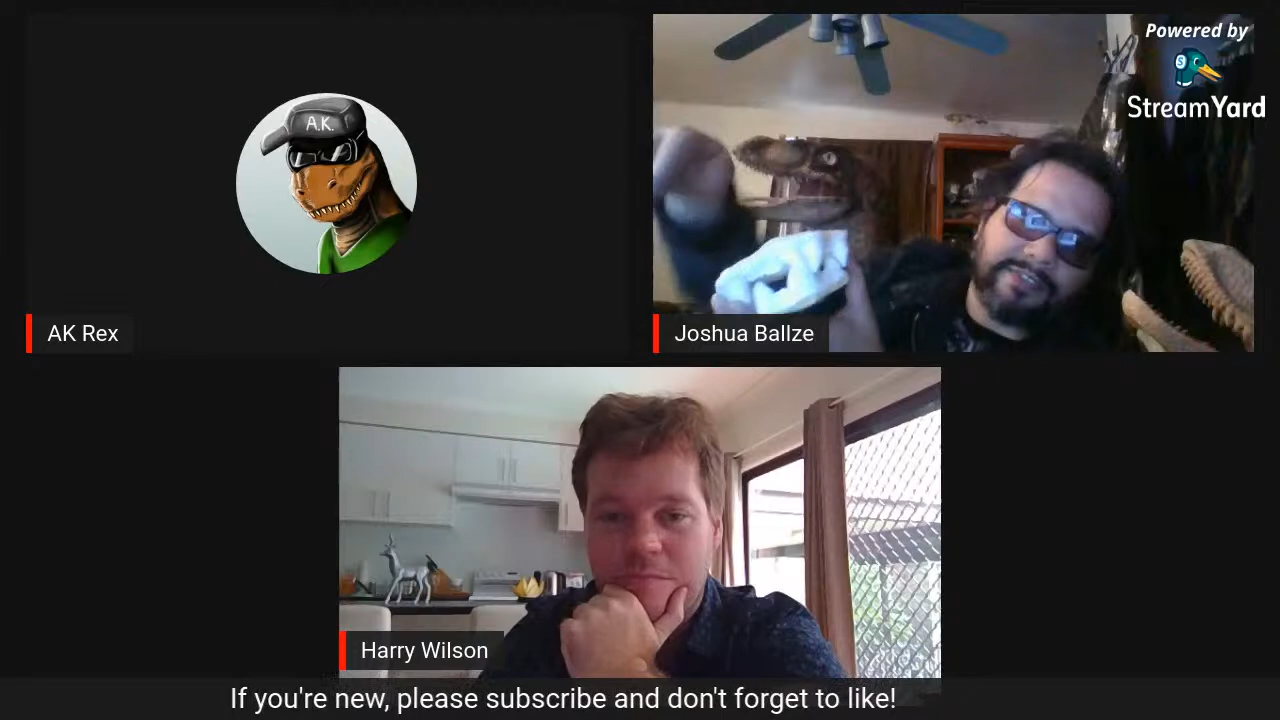 A.K.
Powered by
StreamYard
AK Rex
Joshua Ballze
Harry Wilson
If you're new, please subscribe and don't forget to like!